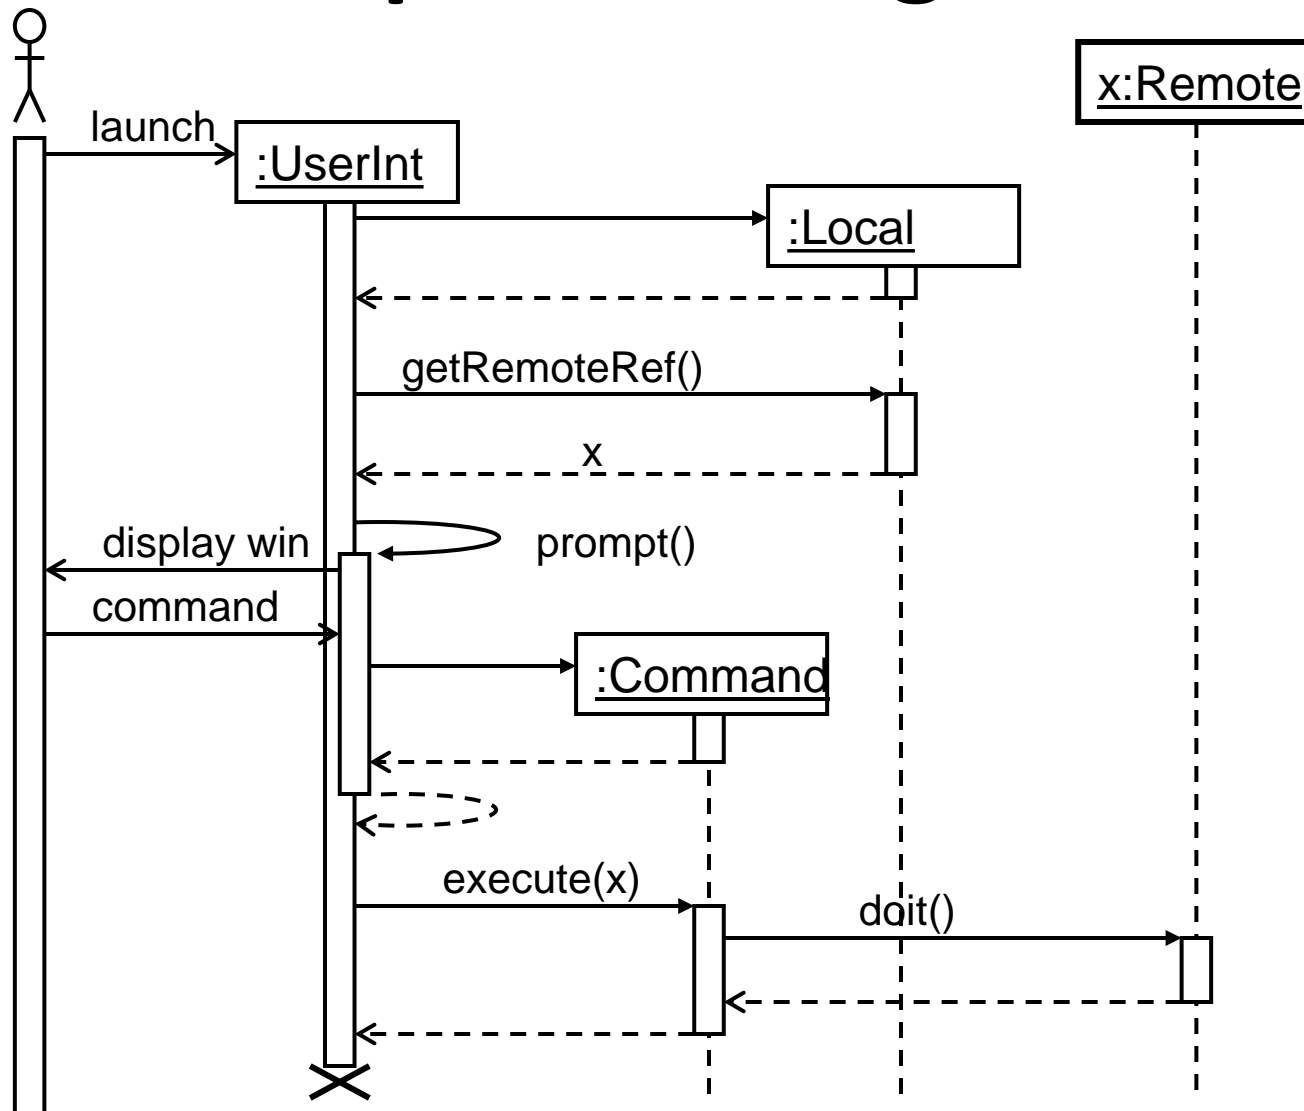 x:Remote
launch
:UserInt
:Local
getRemoteRef()
x
display win
prompt()
command
:Command
execute(x)
doit()